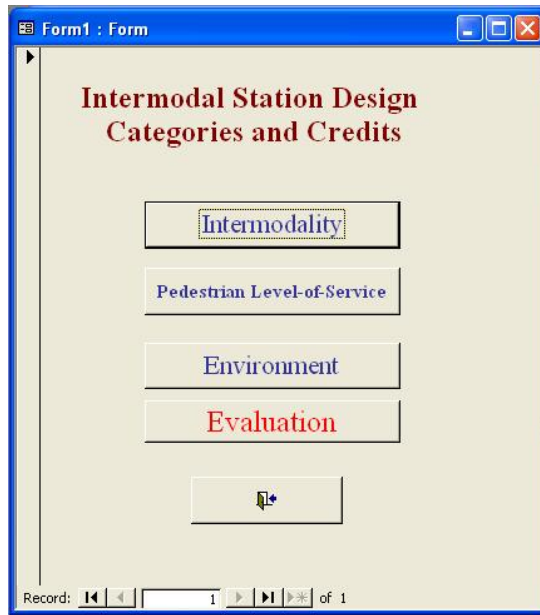 Form1 : Form
Intermodal Station Design
Categories and Credits
Intermodality
Pedestrian Level-of-Service
Environment
Evaluation
Record: 1 of 1